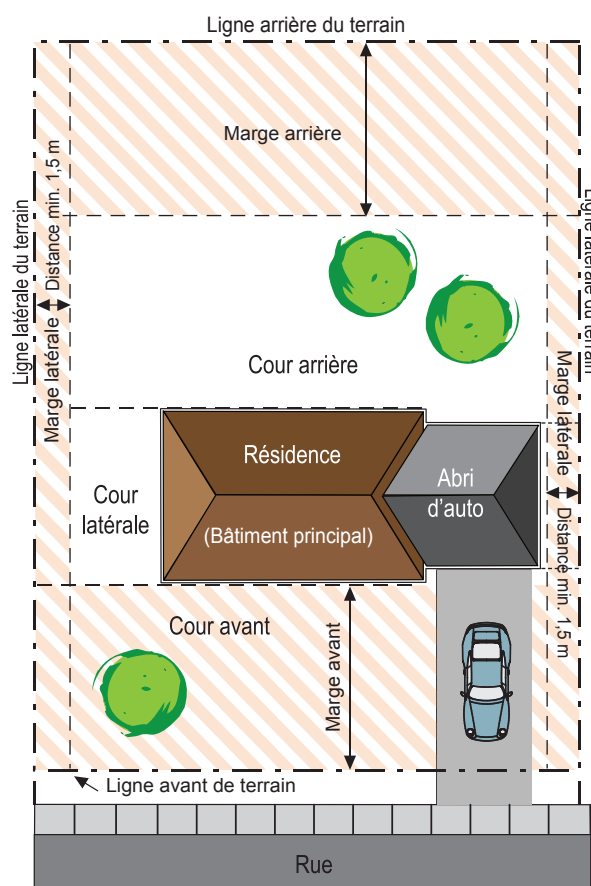 Ligne arrière du terrain
Marge arrière
Ligne latérale du terrain
Marge latérale
Distance min. 1,5 m
Ligne latérale du terrain
Cour arrière
Marge latérale
Distance min. 1,5 m
Résidence
(Bâtiment principal)
Abri
d'auto
Cour
latérale
Cour avant
Marge avant
Ligne avant de terrain
Rue